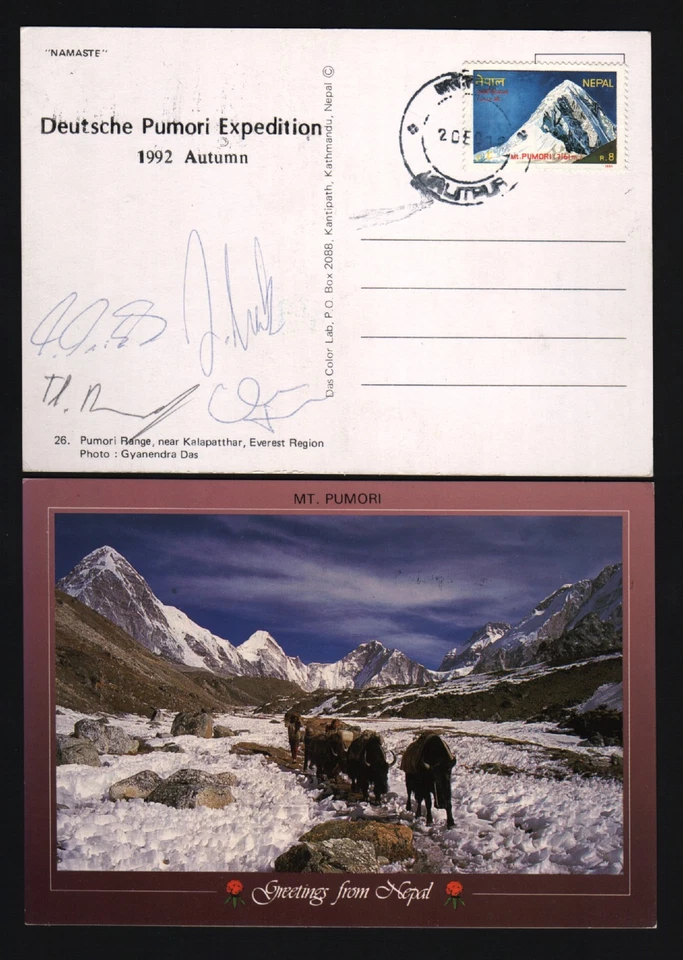 "NAMASTE"
Deutsche Pumori Expedition
1992 Autumn
Das Color Lab, P.O. Box 2088, Kantipath, Kathmandu, Nepal ©
नेपाल
NEPAL
MT. PUMORI
R. 8
LALITPUR
26. Pumori Range, near Kalapatthar, Everest Region
Photo : Gyanendra Das
MT. PUMORI
Greetings from Nepal